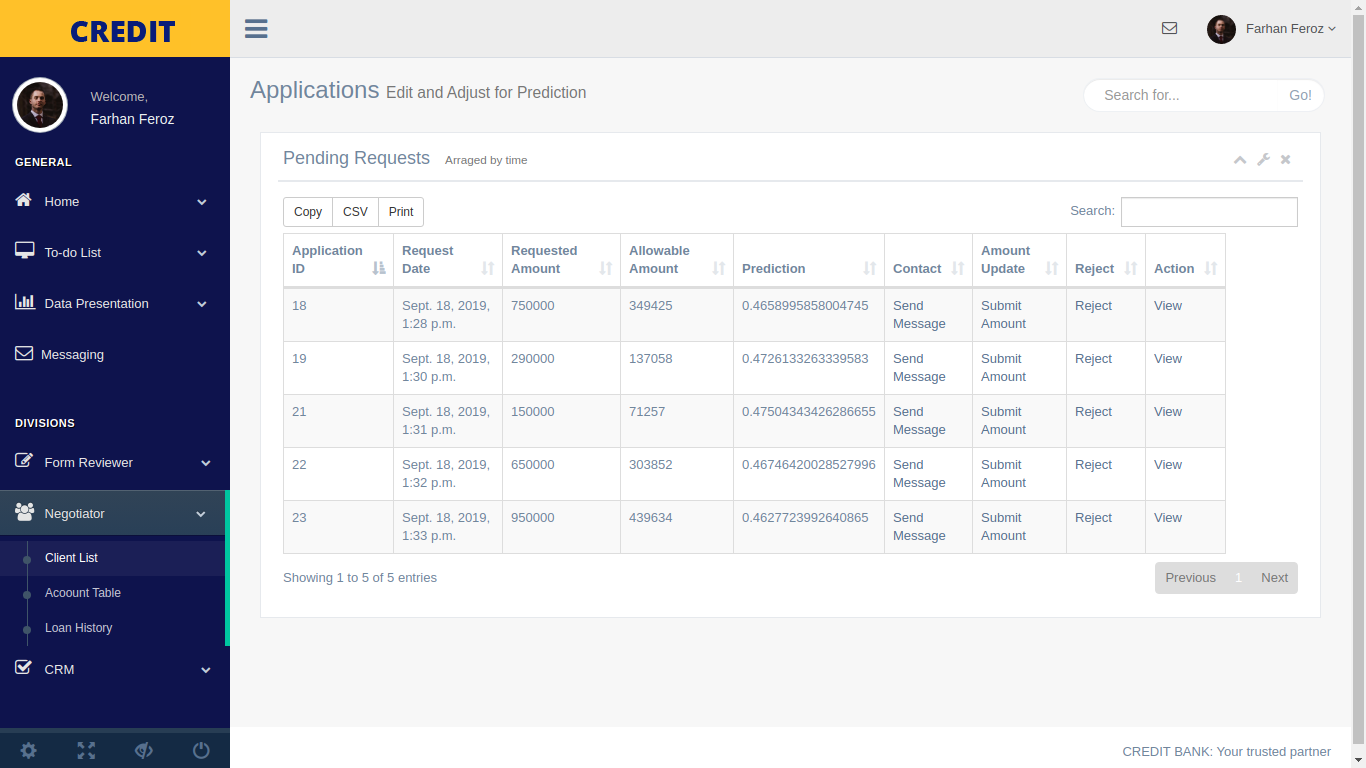 CREDIT
Farhan Feroz
Welcome,
Farhan Feroz
GENERAL
Home
To-do List
Data Presentation
Messaging
DIVISIONS
Form Reviewer
Negotiator
Client List
Acoount Table
Loan History
CRM
Applications Edit and Adjust for Prediction
Search for... Go!
Pending Requests Arraged by time
Copy CSV Print
Search:
Application ID Request Date Requested Amount Allowable Amount Prediction Contact Amount Update Reject Action
18 Sept. 18, 2019, 1:28 p.m. 750000 349425 0.4658995858004745 Send Message Submit Amount Reject View
19 Sept. 18, 2019, 1:30 p.m. 290000 137058 0.4726133263339583 Send Message Submit Amount Reject View
21 Sept. 18, 2019, 1:31 p.m. 150000 71257 0.47504343426286655 Send Message Submit Amount Reject View
22 Sept. 18, 2019, 1:32 p.m. 650000 303852 0.46746420028527996 Send Message Submit Amount Reject View
23 Sept. 18, 2019, 1:33 p.m. 950000 439634 0.4627723992640865 Send Message Submit Amount Reject View
Showing 1 to 5 of 5 entries
Previous 1 Next
CREDIT BANK: Your trusted partner